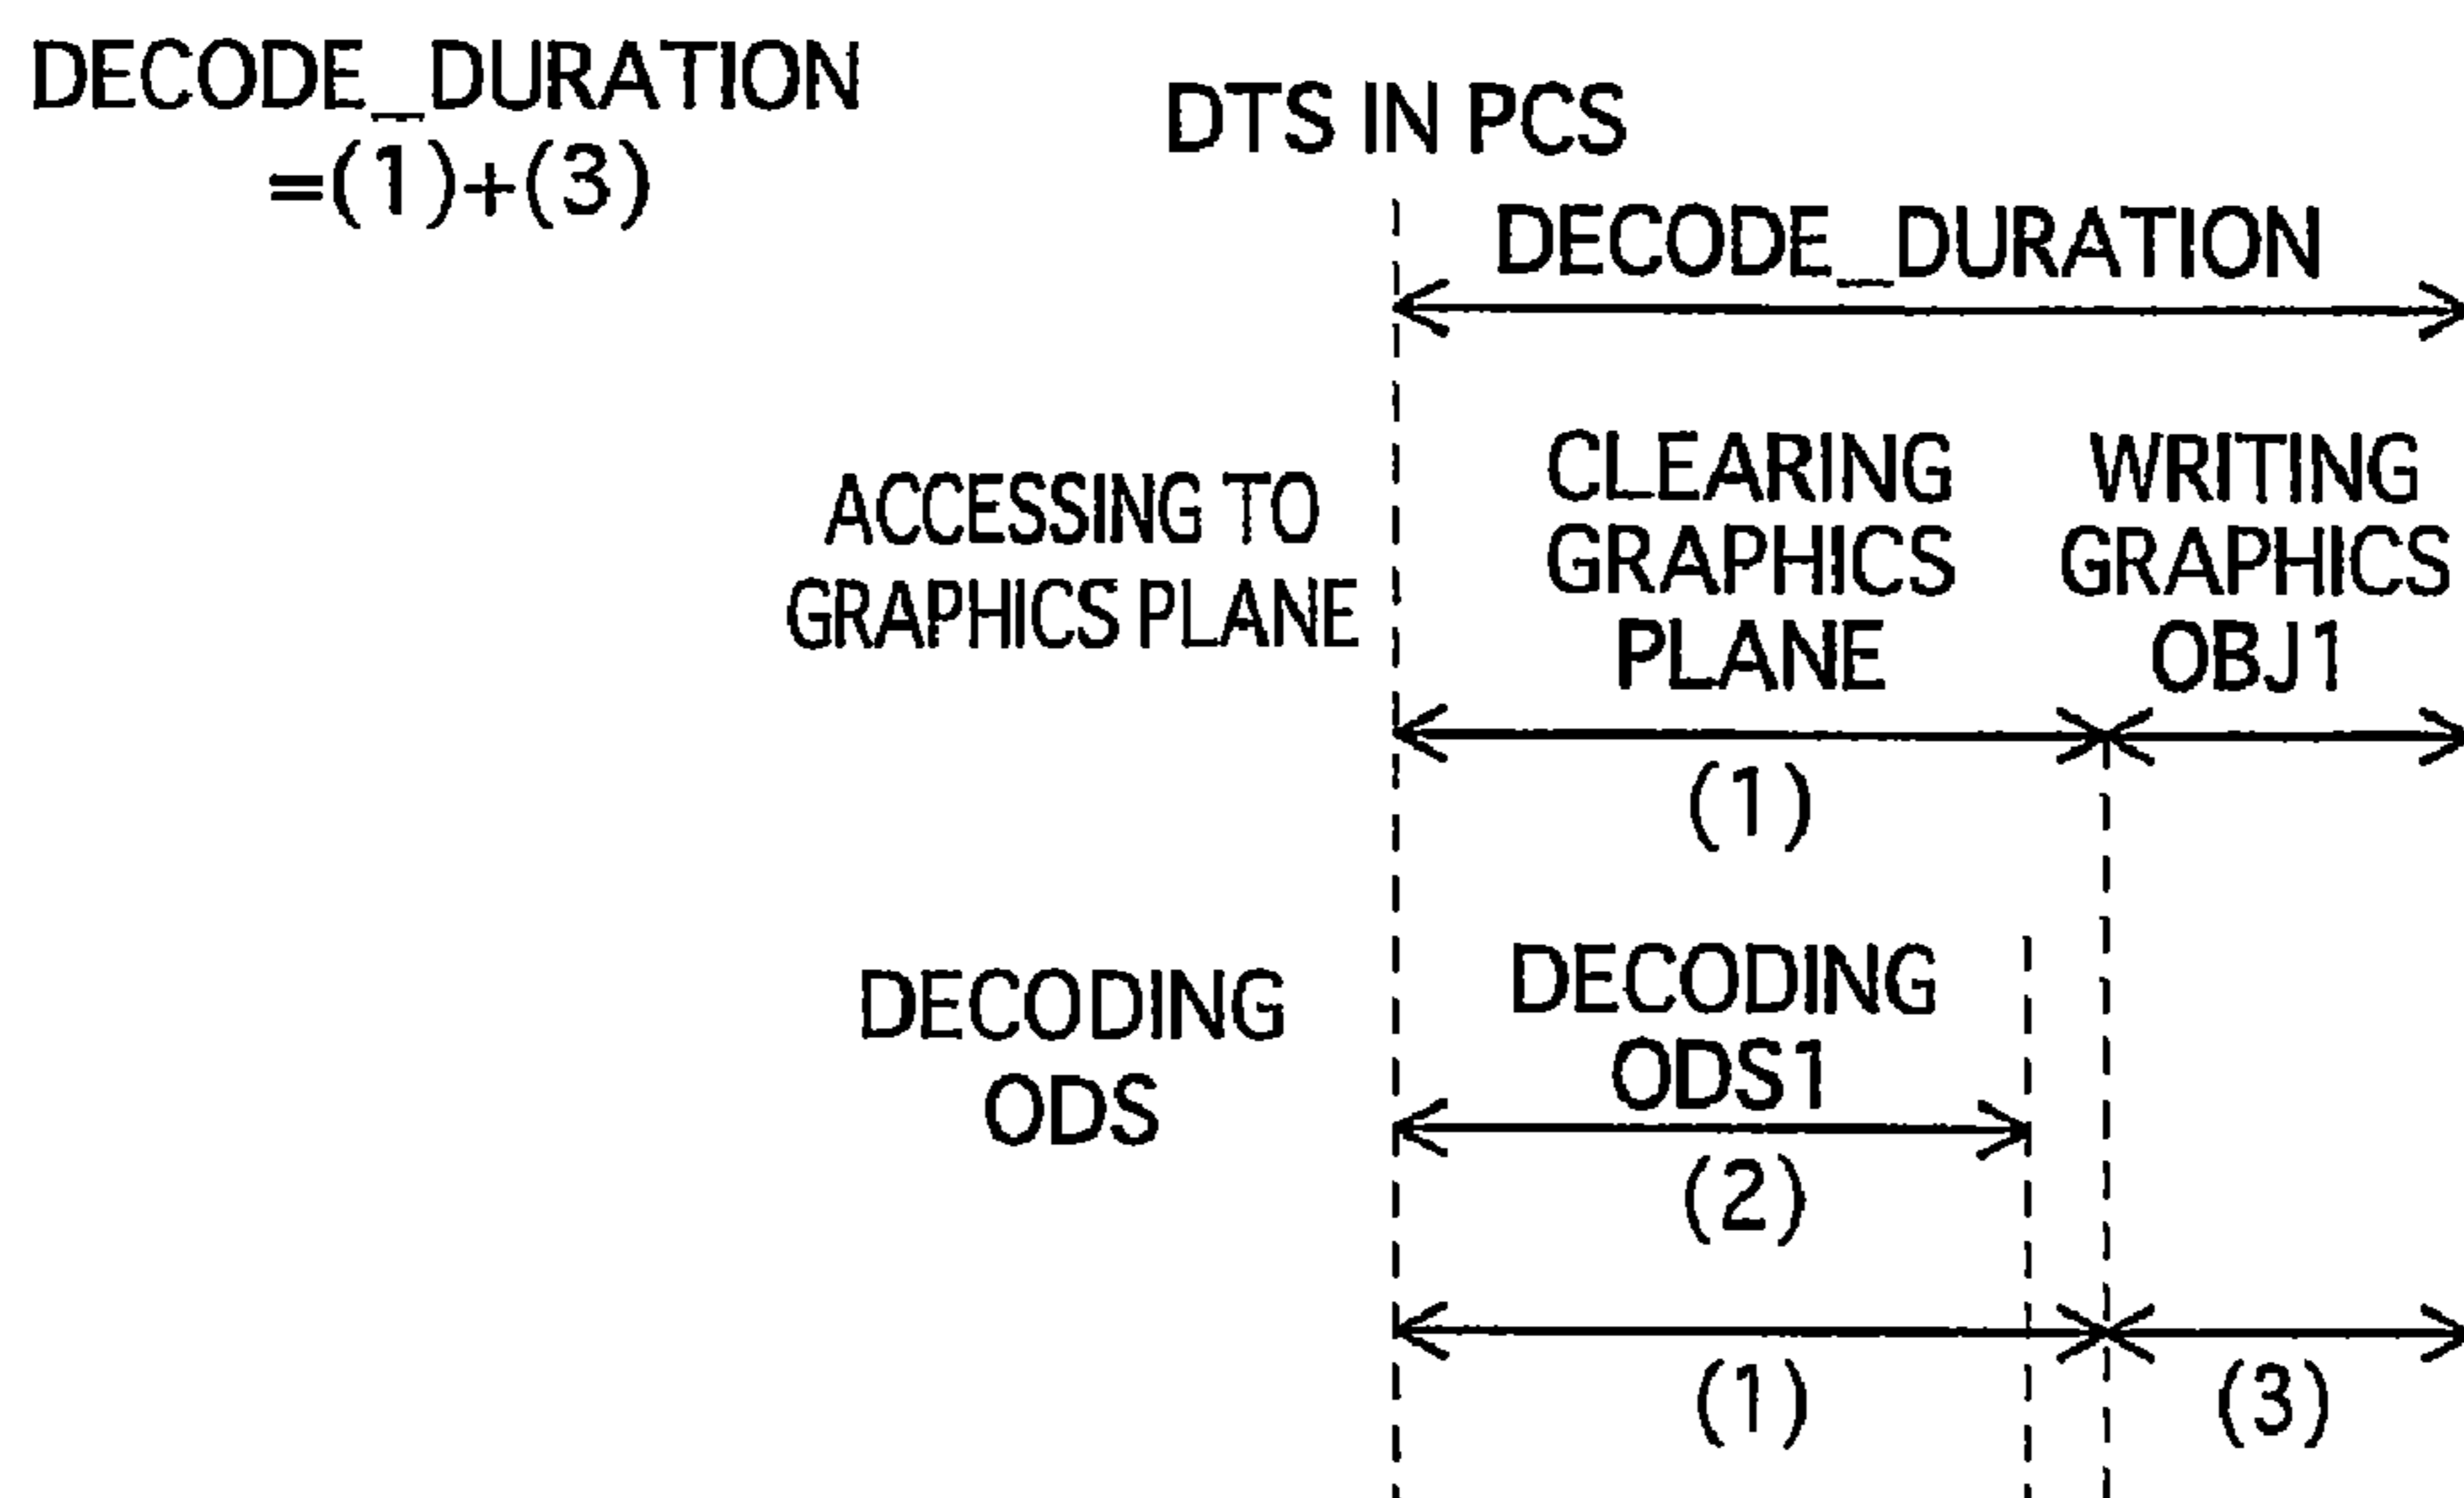 DECODE_DURATION
=(1)+(3)
DTS IN PCS
DECODE_DURATION
ACCESSING TO
GRAPHICS PLANE
CLEARING
GRAPHICS
PLANE
WRITING
GRAPHICS
OBJ1
(1)
DECODING
ODS
DECODING
ODS1
(2)
(1)
(3)